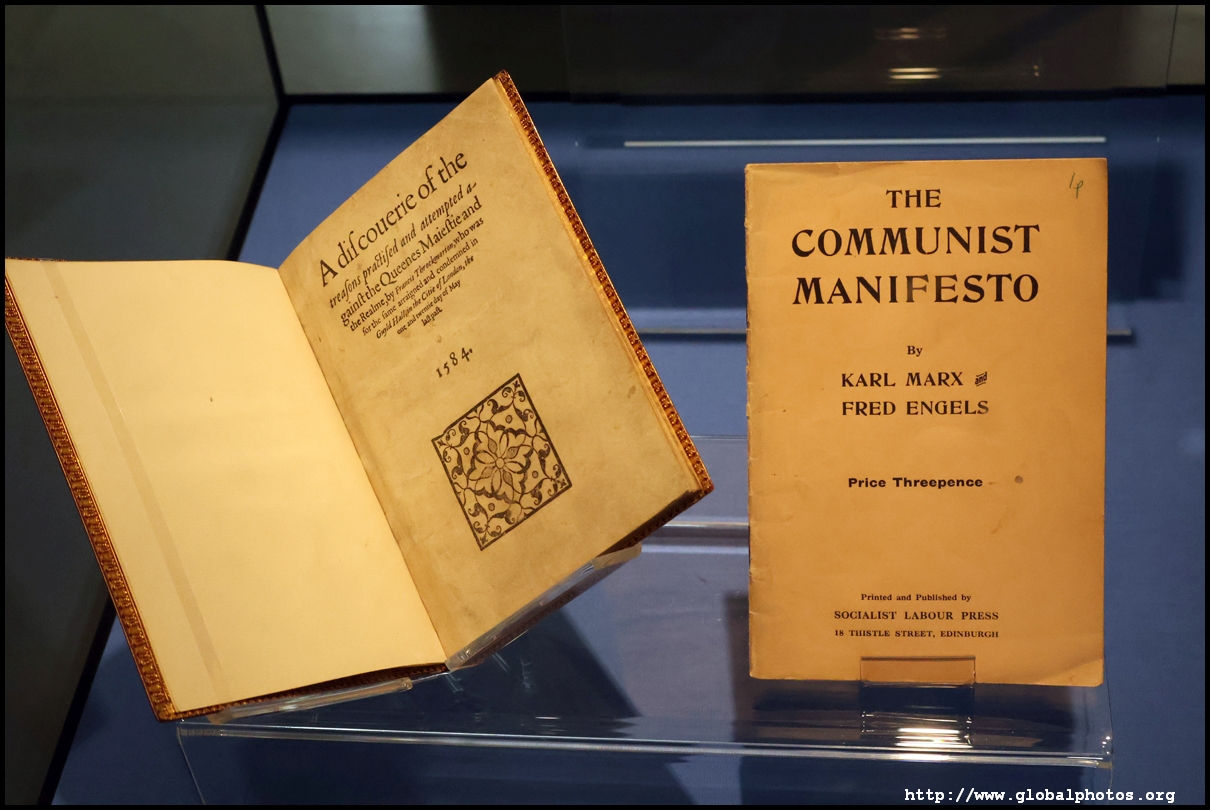 A diſcouerie of the
treaſons practiſed and attempted a-
gainſt the Queenes Maieſtie and
the Realme, by Francis Throckmorton, who was
for the ſame arraigned and condemned in
Guyld Hall, in the Citie of London, the
one and twentie day of May
laſt paſt.
1584.
THE
COMMUNIST
MANIFESTO
By
KARL MARX and
FRED ENGELS
Price Threepence
Printed and Published by
SOCIALIST LABOUR PRESS
18 THISTLE STREET, EDINBURGH
http://www.globalphotos.org